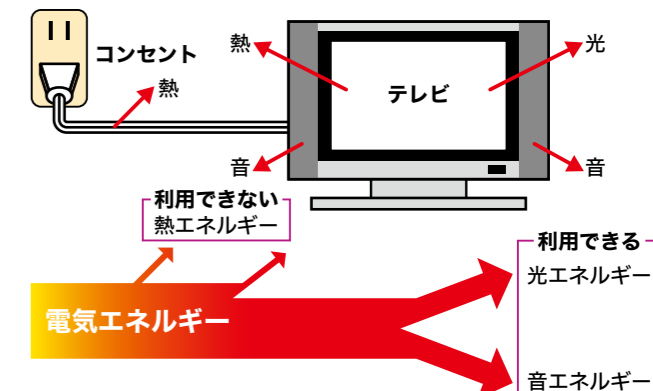 コンセント
熱
熱
光
テレビ
音
音
利用できない
熱エネルギー
利用できる
光エネルギー
電気エネルギー
音エネルギー